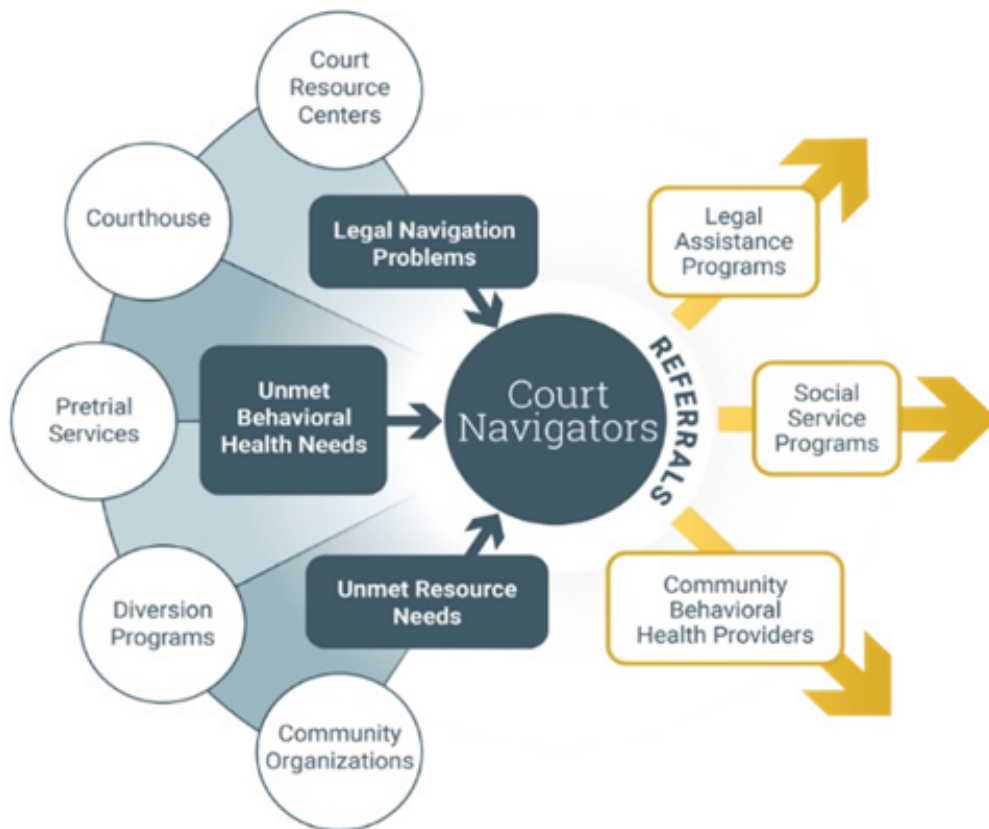 Court
Resource
Centers
Courthouse
Pretrial
Services
Diversion
Programs
Community
Organizations
Legal Navigation
Problems
Unmet
Behavioral
Health Needs
Unmet Resource
Needs
Court
Navigators
REFERRALS
Legal
Assistance
Programs
Social
Service
Programs
Community
Behavioral
Health Providers